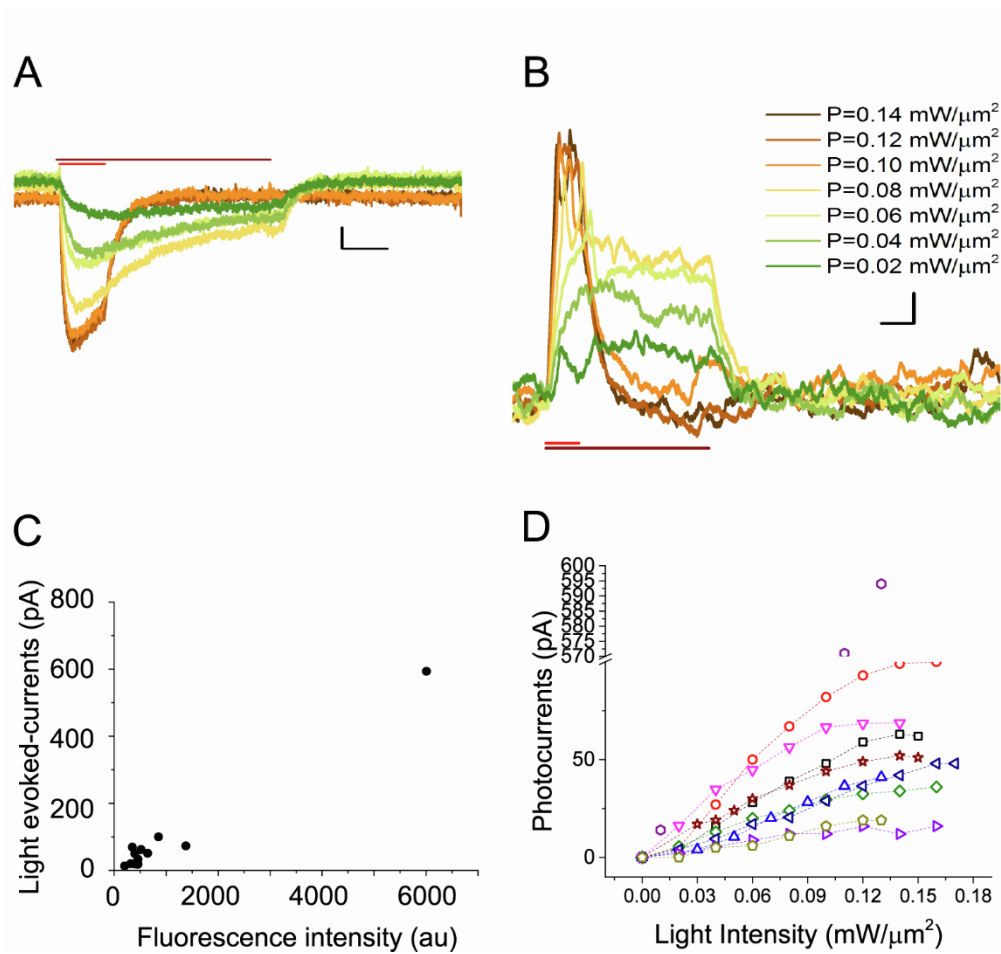 A
B
P=0.14 mW/μm²
P=0.12 mW/μm²
P=0.10 mW/μm²
P=0.08 mW/μm²
P=0.06 mW/μm²
P=0.04 mW/μm²
P=0.02 mW/μm²
C
Light evoked-currents (pA)
800
600
400
200
0
0
2000
4000
6000
Fluorescence intensity (au)
D
Photocurrents (pA)
600
595
590
585
580
575
570
50
0
0.00
0.03
0.06
0.09
0.12
0.15
0.18
Light Intensity (mW/μm²)